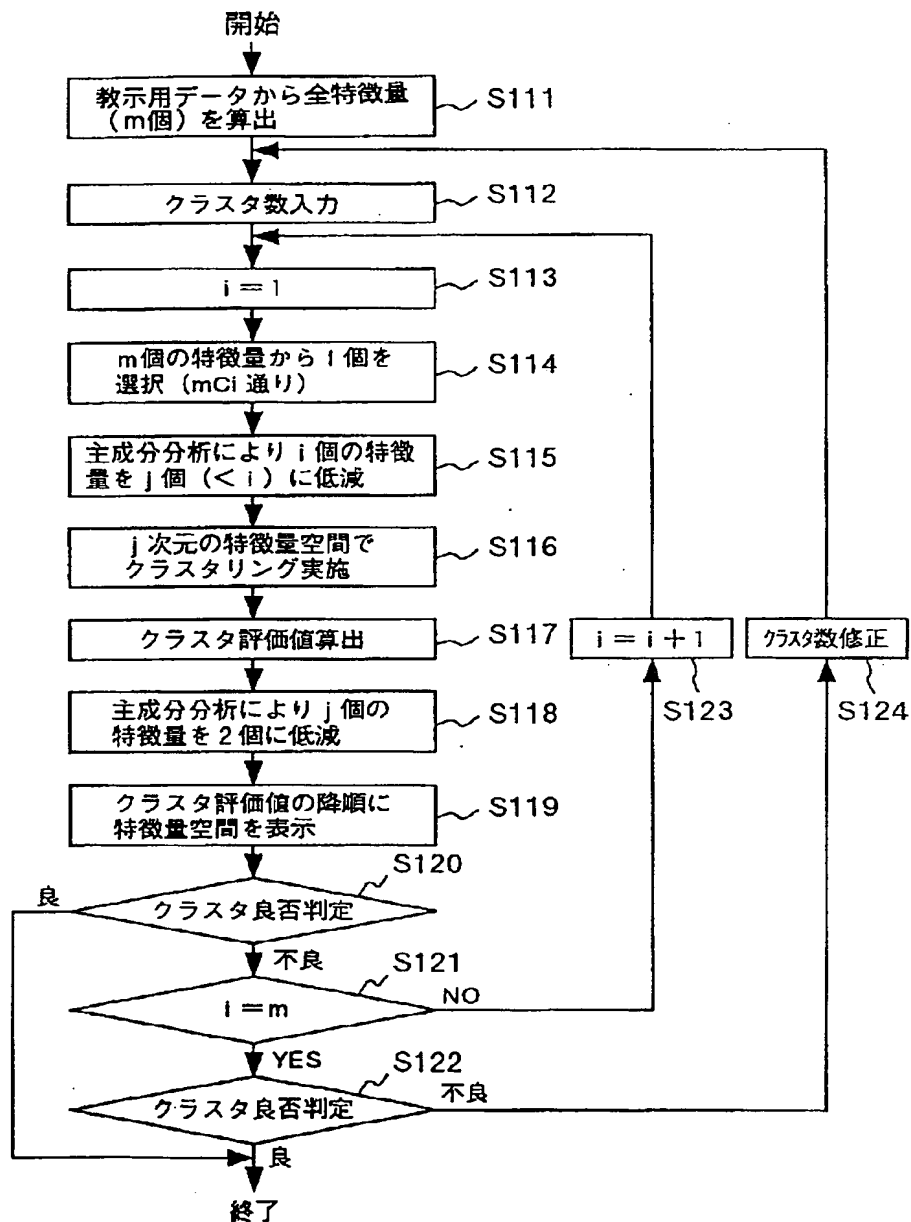 開始
教示用データから全特徴量
(m個)を算出
S111
クラスタ数入力
S112
i=1
S113
m個の特徴量からi個を
選択(mCi通り)
S114
主成分分析によりi個の特徴
量をj個(<i)に低減
S115
j次元の特徴量空間で
クラスタリング実施
S116
クラスタ評価値算出
S117
i=i+1
S123
クラスタ数修正
S124
主成分分析によりj個の
特徴量を2個に低減
S118
クラスタ評価値の降順に
特徴量空間を表示
S119
S120
良
クラスタ良否判定
不良
S121
i=m
NO
YES
S122
クラスタ良否判定
不良
良
終了